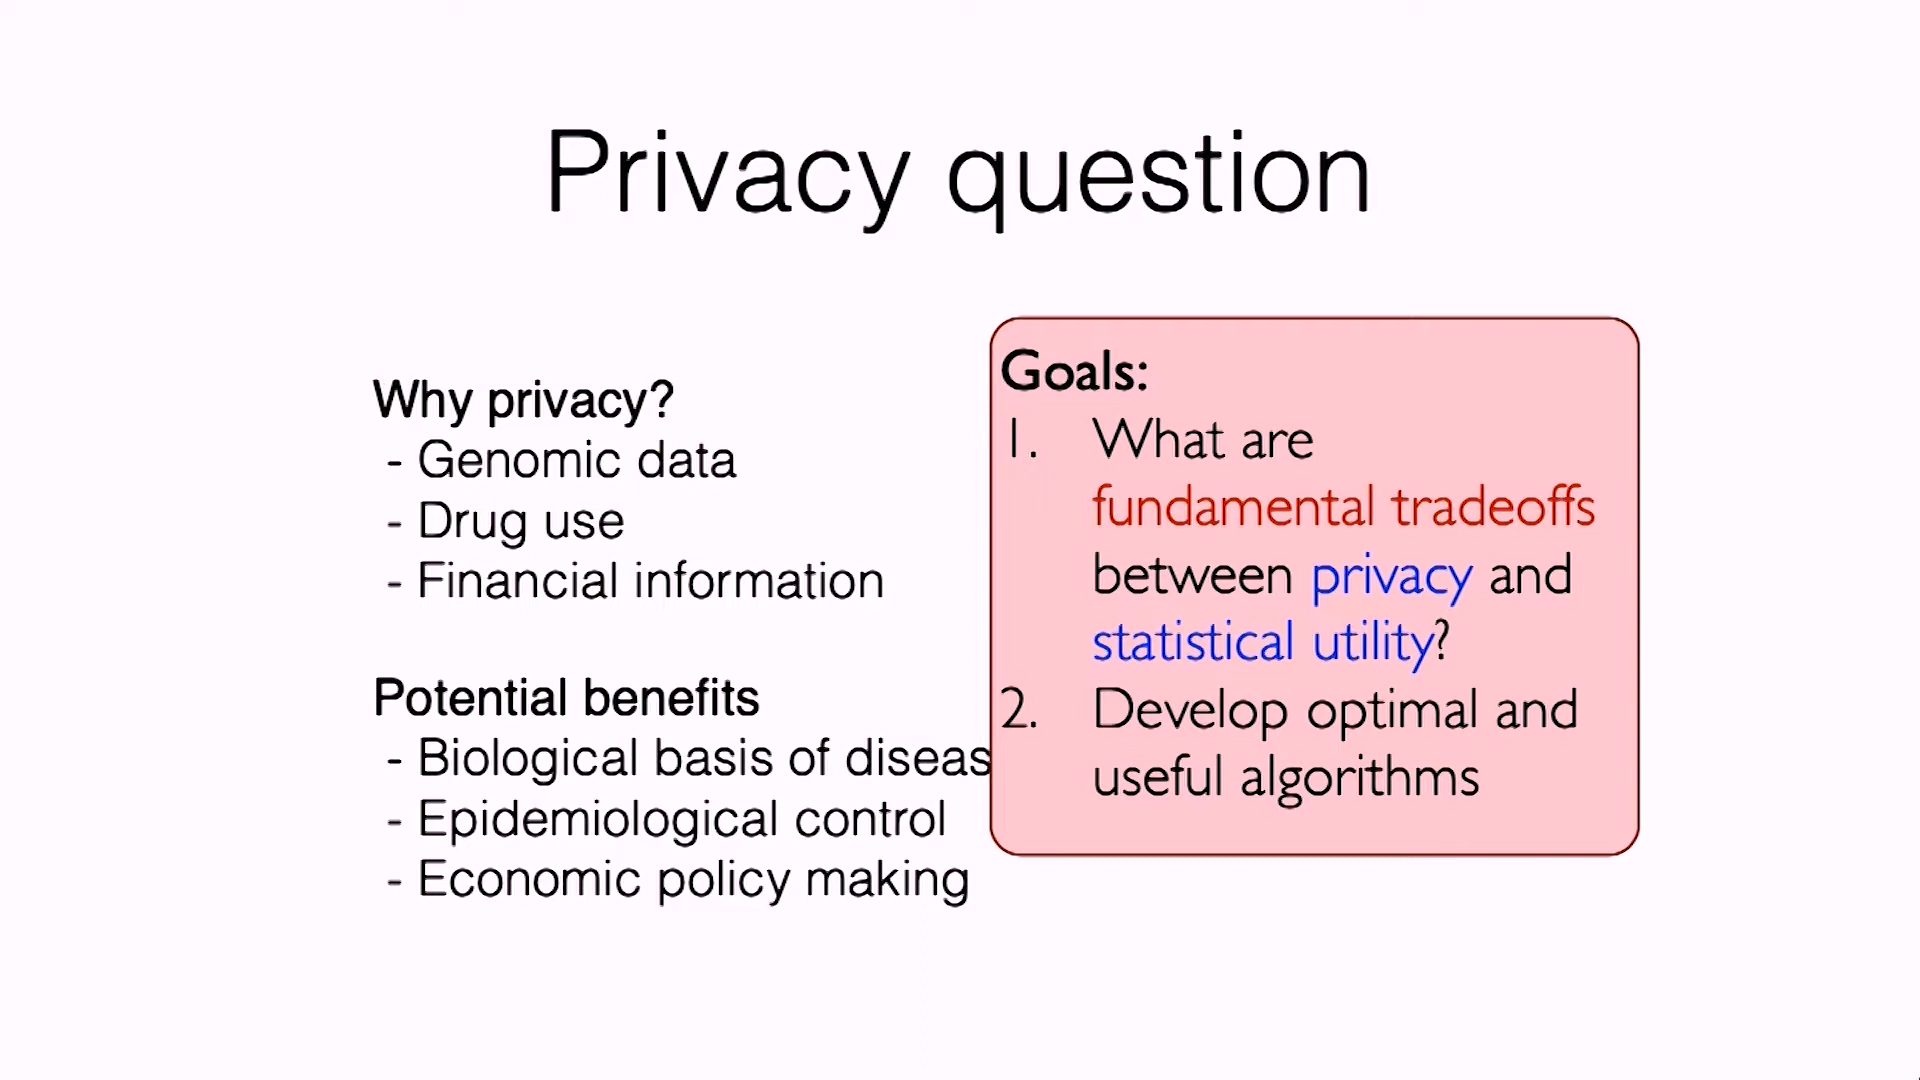 Privacy question
Why privacy?
- Genomic data
- Drug use
- Financial information
Potential benefits
- Biological basis of diseas
- Epidemiological control
- Economic policy making
Goals:
1. What are
fundamental tradeoffs
between privacy and
statistical utility?
2. Develop optimal and
useful algorithms